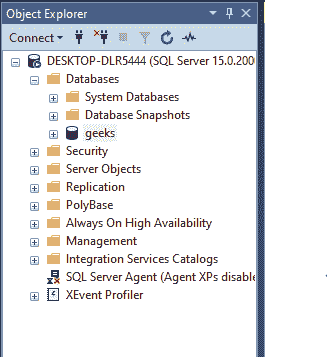 Object Explorer
Connect
DESKTOP-DLR5444 (SQL Server 15.0.200
Databases
System Databases
Database Snapshots
geeks
Security
Server Objects
Replication
PolyBase
Always On High Availability
Management
Integration Services Catalogs
SQL Server Agent (Agent XPs disable
XEvent Profiler